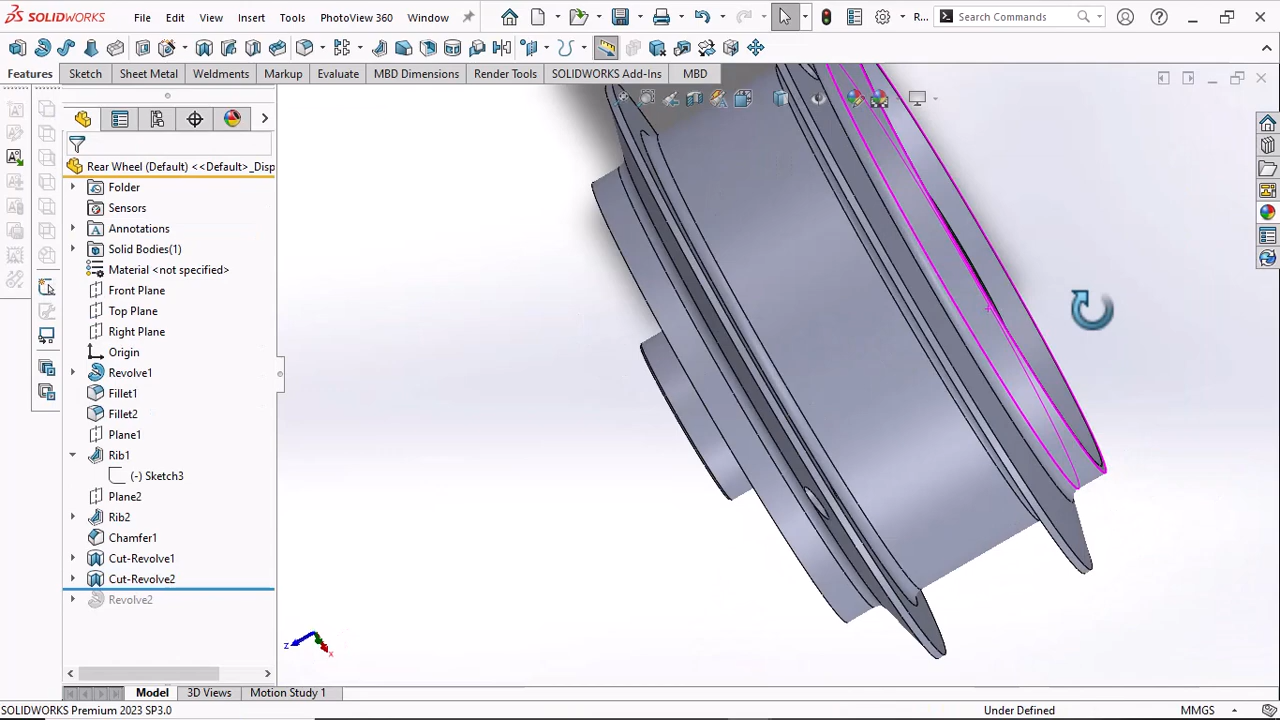 SOLIDWORKS File Edit View Insert Tools PhotoView 360 Window R... Search Commands
Features Sketch Sheet Metal Weldments Markup Evaluate MBD Dimensions Render Tools SOLIDWORKS Add-Ins MBD
Rear Wheel (Default) <<Default>_Disp
Folder
Sensors
Annotations
Solid Bodies(1)
Material <not specified>
Front Plane
Top Plane
Right Plane
Origin
Revolve1
Fillet1
Fillet2
Plane1
Rib1
(-) Sketch3
Plane2
Rib2
Chamfer1
Cut-Revolve1
Cut-Revolve2
Revolve2
z x
Model 3D Views Motion Study 1
SOLIDWORKS Premium 2023 SP3.0 Under Defined MMGS